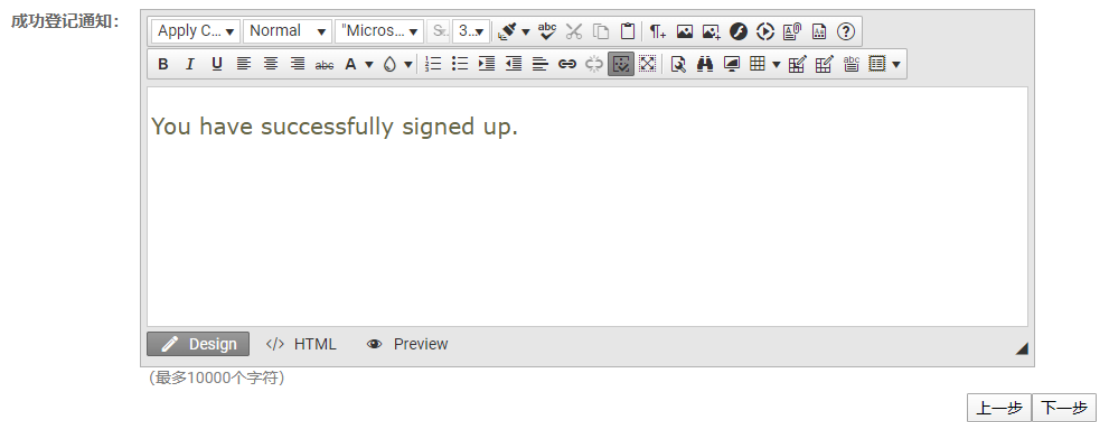 成功登记通知:
Apply C... Normal "Micros... 3...
You have successfully signed up.
Design HTML Preview
(最多10000个字符)
上一步 下一步